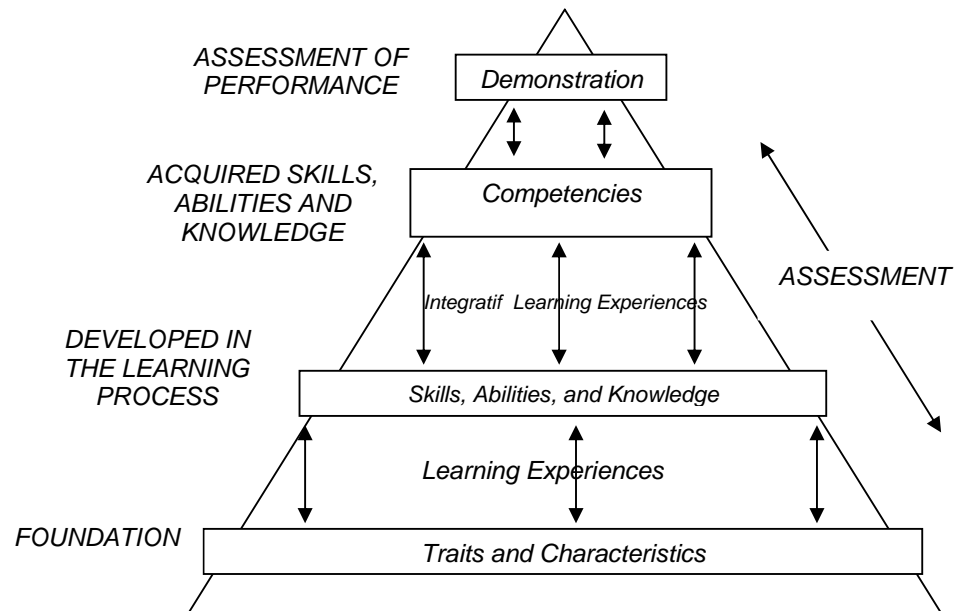 ASSESSMENT OF
PERFORMANCE
Demonstration
ACQUIRED SKILLS,
ABILITIES AND
KNOWLEDGE
Competencies
ASSESSMENT
Integratif Learning Experiences
DEVELOPED IN
THE LEARNING
PROCESS
Skills, Abilities, and Knowledge
Learning Experiences
FOUNDATION
Traits and Characteristics